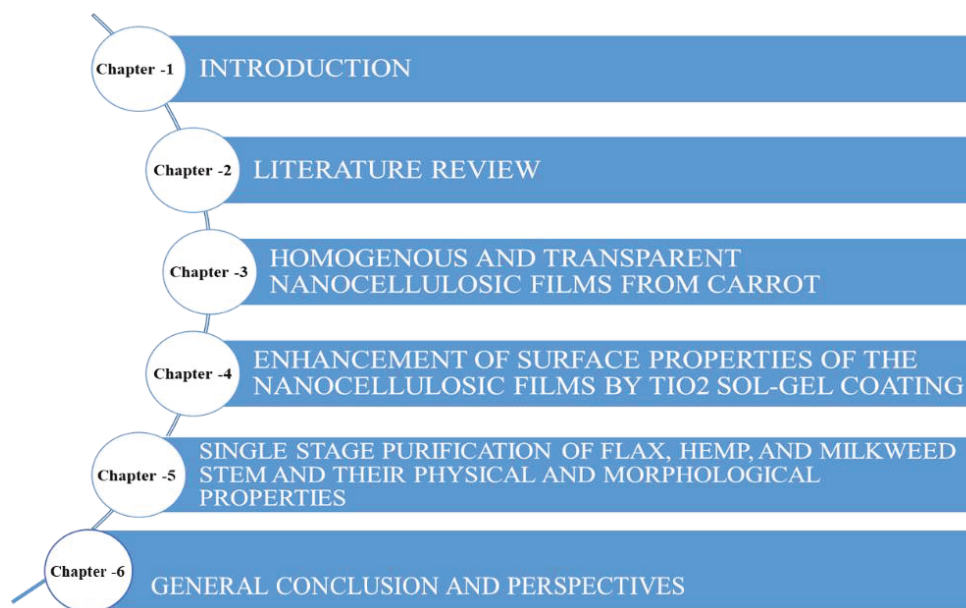 Chapter -1
INTRODUCTION
Chapter -2
LITERATURE REVIEW
Chapter -3
HOMOGENOUS AND TRANSPARENT
NANOCELLULOSIC FILMS FROM CARROT
Chapter -4
ENHANCEMENT OF SURFACE PROPERTIES OF THE
NANOCELLULOSIC FILMS BY TIO2 SOL-GEL COATING
Chapter -5
SINGLE STAGE PURIFICATION OF FLAX, HEMP, AND MILKWEED
STEM AND THEIR PHYSICAL AND MORPHOLOGICAL
PROPERTIES
Chapter -6
GENERAL CONCLUSION AND PERSPECTIVES